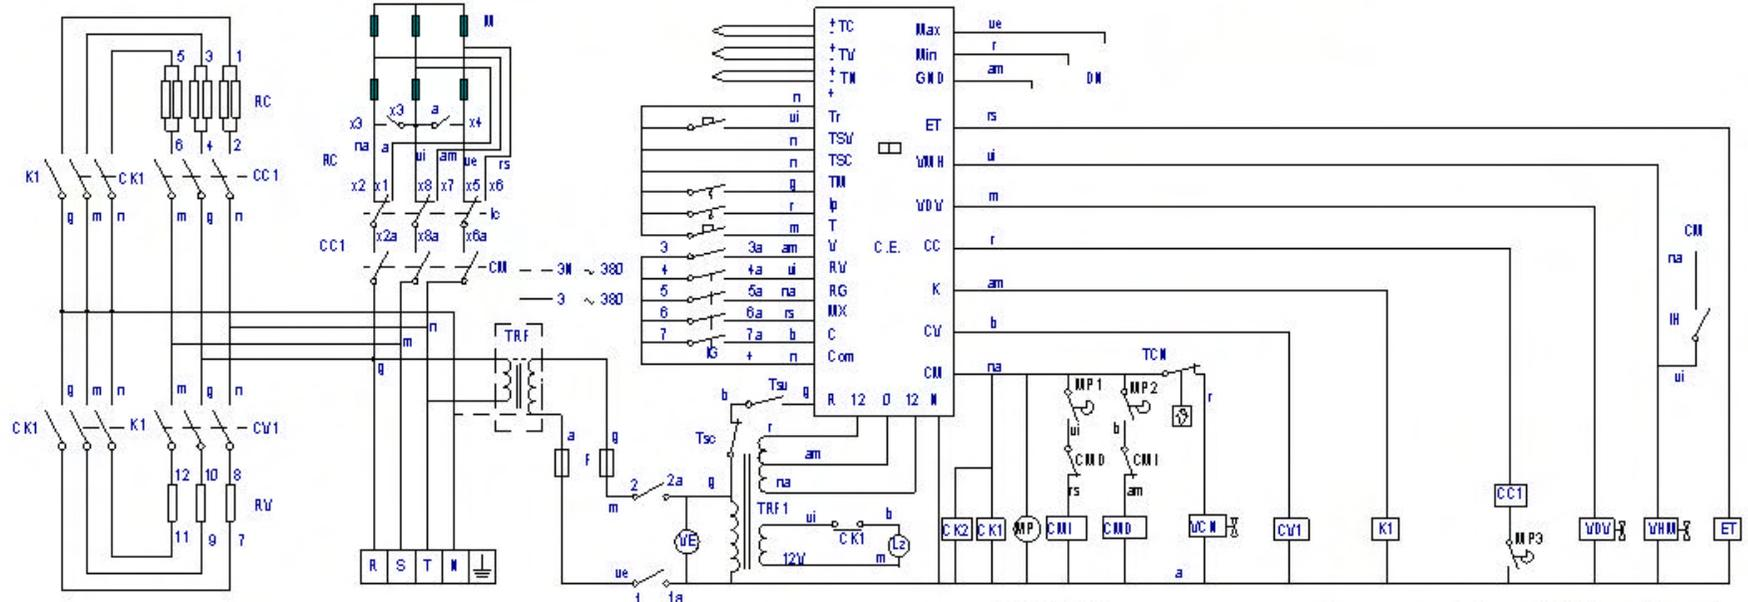 M
5 3 1
RC
6 4 2
K1 CK1 CC1
g m n m g n
x3 x3 a x4
RC na a ui am ue rs
x2 x1 x8 x7 x5 x6
Ic
CC1 x2a x8a x6a
CM
3N ~ 380
3 ~ 380
n
m
g
TRF
g m n m g n
CK1 K1 CV1
12 10 8
RV
11 9 7
R S T N
a g
F
m
2 2a g
VE
ue
1 1a
± TC
± TV
± TN
n +
ui Tr
n TSV
n TSC
g TM
r Ip
m T
3 3a am V
4 4a ui RV
5 5a na RG
6 6a rs MX
7 7a b C
IG + n Com
C.E.
R 12 0 12 N
Max ue
Min r
GND am
DN
ET rs
VMH ui
VDV m
CC r
K am
CV b
CM na
b Tsu g
Tsc
r
am
na
TRF1
ui b
CK1
L2
12V m
TCN
MP1 MP2
r
ui b
CMD CMI
rs am
CM
na
IH
ui
CC1
MP3
CK2 CK1 MP CMI CMD VCN CV1 K1 VDV VHM ET
a